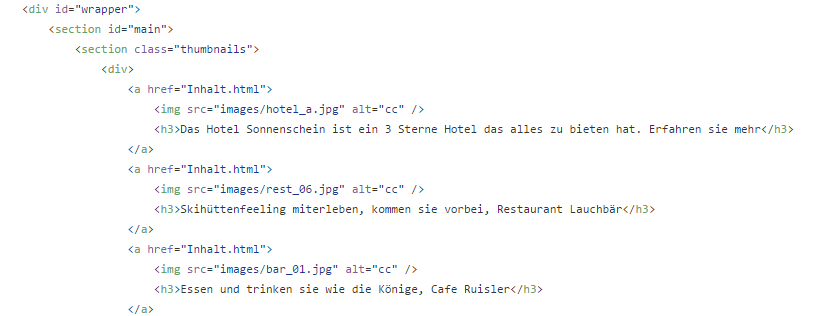 <div id="wrapper">
<section id="main">
<section class="thumbnails">
<div>
<a href="Inhalt.html">
<img src="images/hotel_a.jpg" alt="cc" />
<h3>Das Hotel Sonnenschein ist ein 3 Sterne Hotel das alles zu bieten hat. Erfahren sie mehr</h3>
</a>
<a href="Inhalt.html">
<img src="images/rest_06.jpg" alt="cc" />
<h3>Skihüttenfeeling miterleben, kommen sie vorbei, Restaurant Lauchbär</h3>
</a>
<a href="Inhalt.html">
<img src="images/bar_01.jpg" alt="cc" />
<h3>Essen und trinken sie wie die Könige, Cafe Ruisler</h3>
</a>